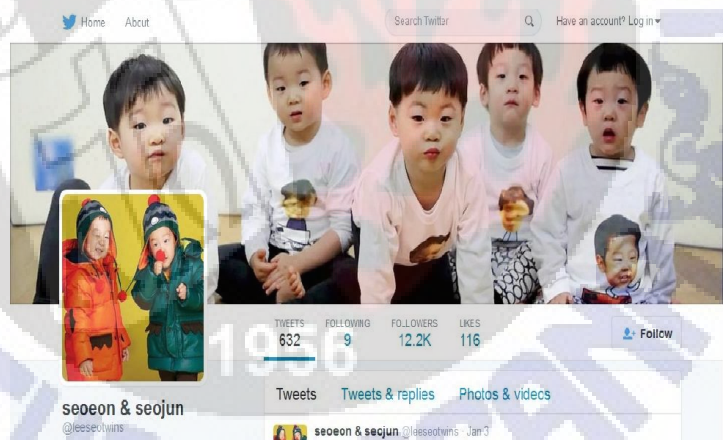 Home About Search Twitter Have an account? Log in
TWEETS FOLLOWING FOLLOWERS LIKES
632 9 12.2K 116
Follow
1956
Tweets Tweets & replies Photos & videos
seoeon & seojun
@leeseotwins
seoeon & seojun @leeseotwins · Jan 3